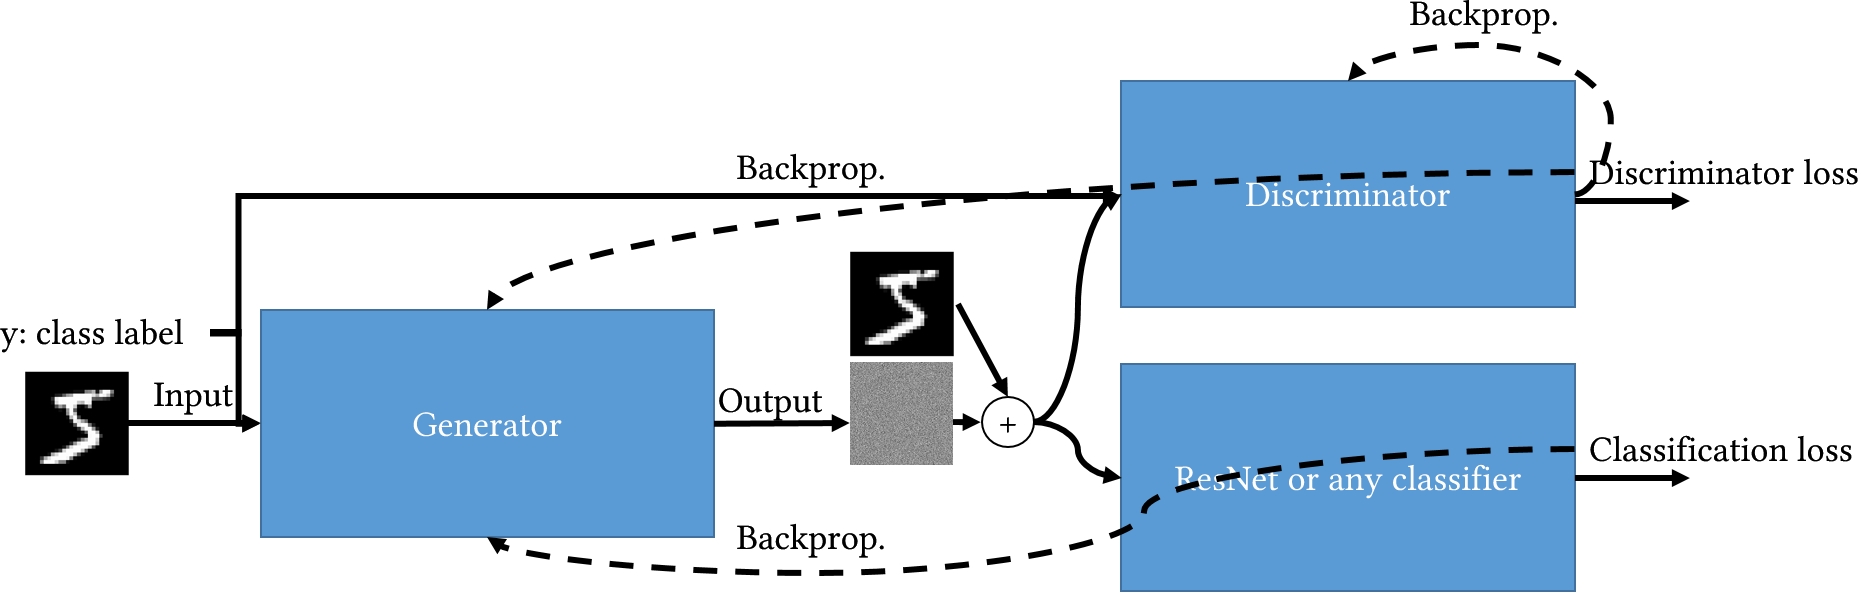 Backprop.
Backprop.
Discriminator loss
Discriminator
y: class label
Input
Output
Generator
+
Classification loss
ResNet or any classifier
Backprop.